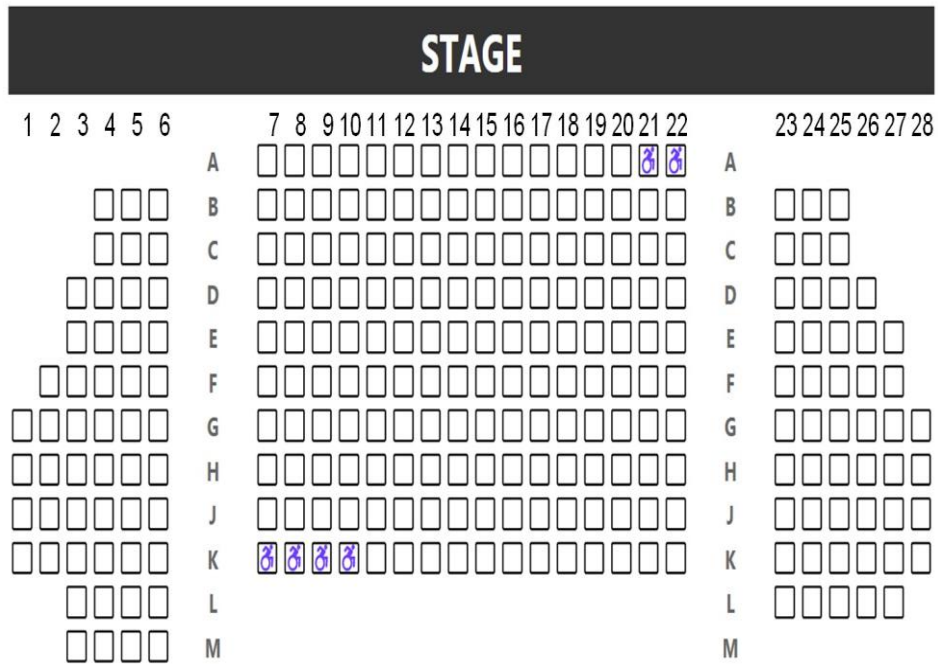 STAGE
1 2 3 4 5 6 7 8 9 10 11 12 13 14 15 16 17 18 19 20 21 22 23 24 25 26 27 28
A A
B B
C C
D D
E E
F F
G G
H H
J J
K K
L L
M M